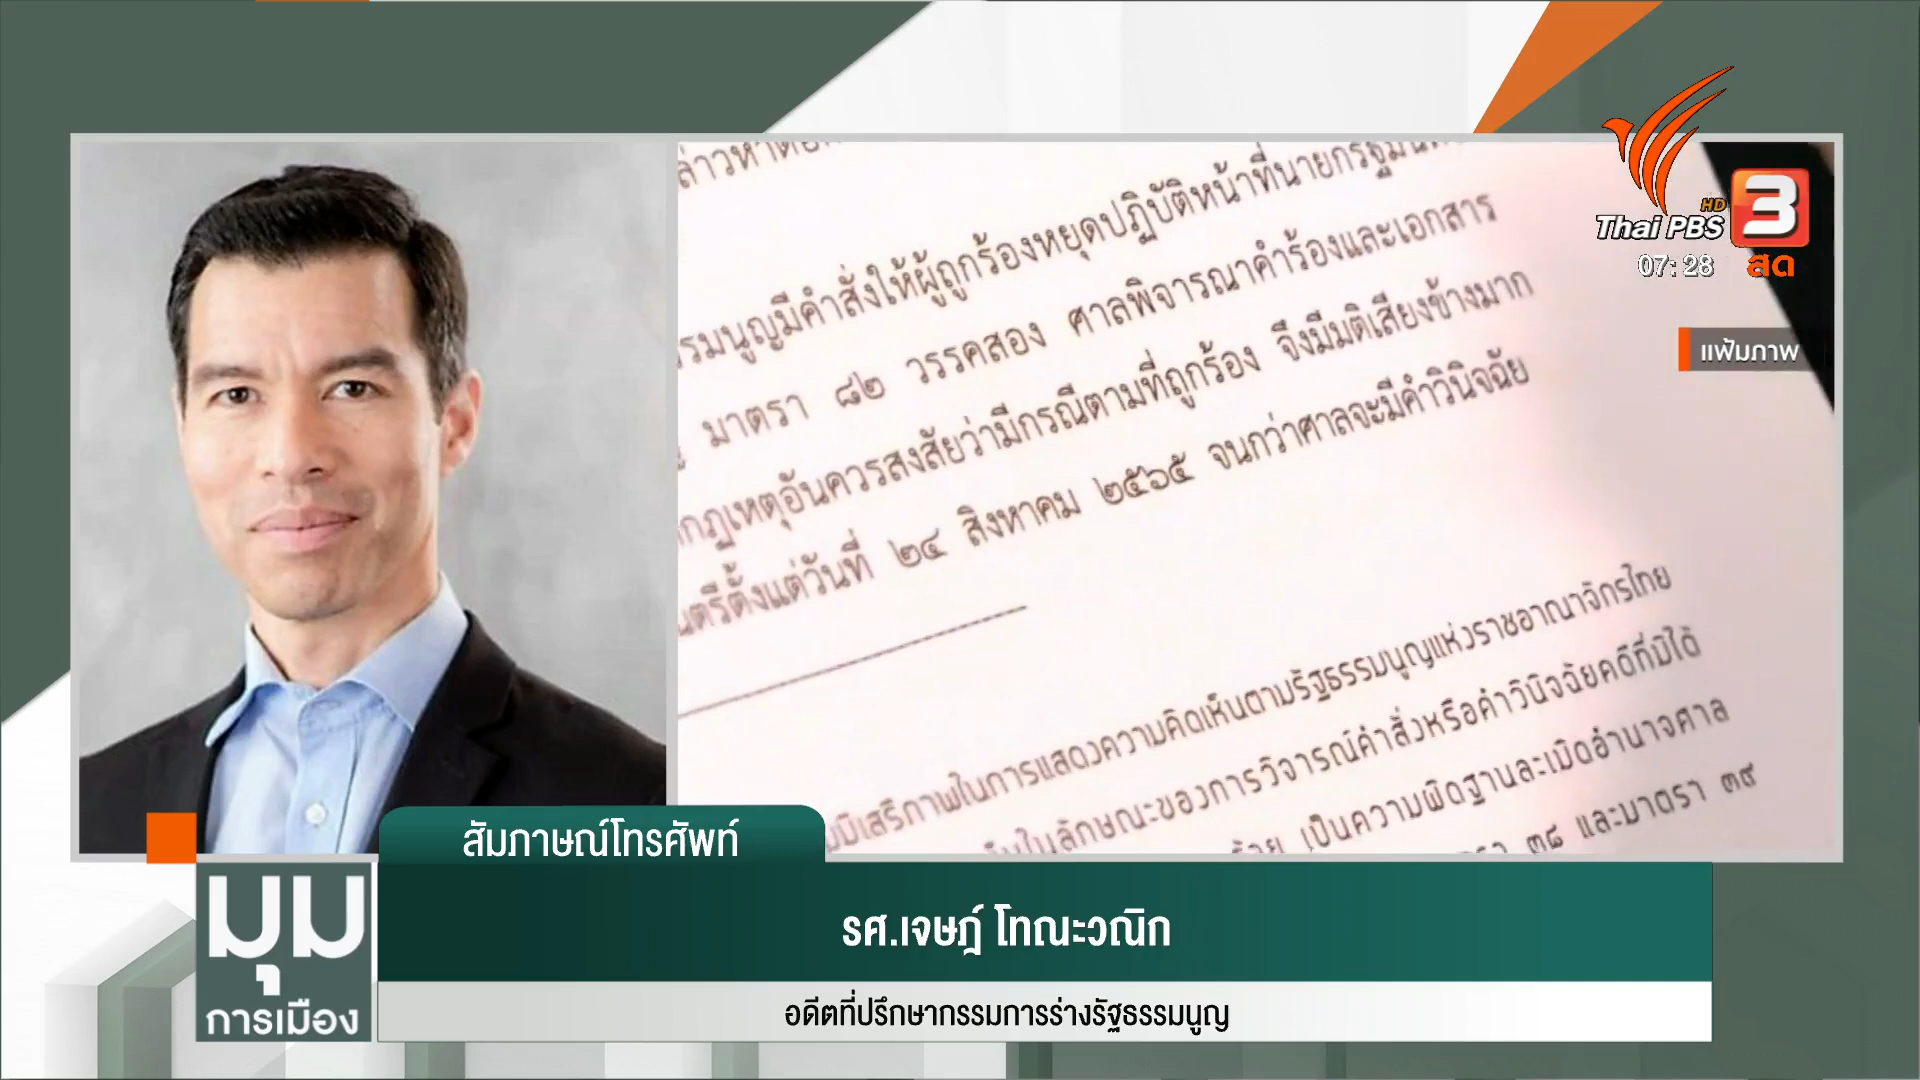 Thai PBS HD 3
07:28 สด
แฟ้มภาพ
มีคำสั่งให้ผู้ถูกร้องหยุดปฏิบัติหน้าที่นายกรัฐมนตรี
มาตรา ๘๒ วรรคสอง ศาลพิจารณาคำร้องและเอกสาร
เหตุอันควรสงสัยว่ามีกรณีตามที่ถูกร้อง จึงมีมติเสียงข้างมาก
ตั้งแต่วันที่ ๒๔ สิงหาคม ๒๕๖๕ จนกว่าศาลจะมีคำวินิจฉัย
มีเสรีภาพในการแสดงความคิดเห็นตามรัฐธรรมนูญแห่งราชอาณาจักรไทย
ในลักษณะของการวิจารณ์คำสั่งหรือคำวินิจฉัยคดีที่มิได้
เป็นความผิดฐานละเมิดอำนาจศาล
๓๘ และมาตรา ๓๙
สัมภาษณ์โทรศัพท์
มุม
การเมือง
รศ.เจษฎ์ โทณะวณิก
อดีตที่ปรึกษากรรมการร่างรัฐธรรมนูญ